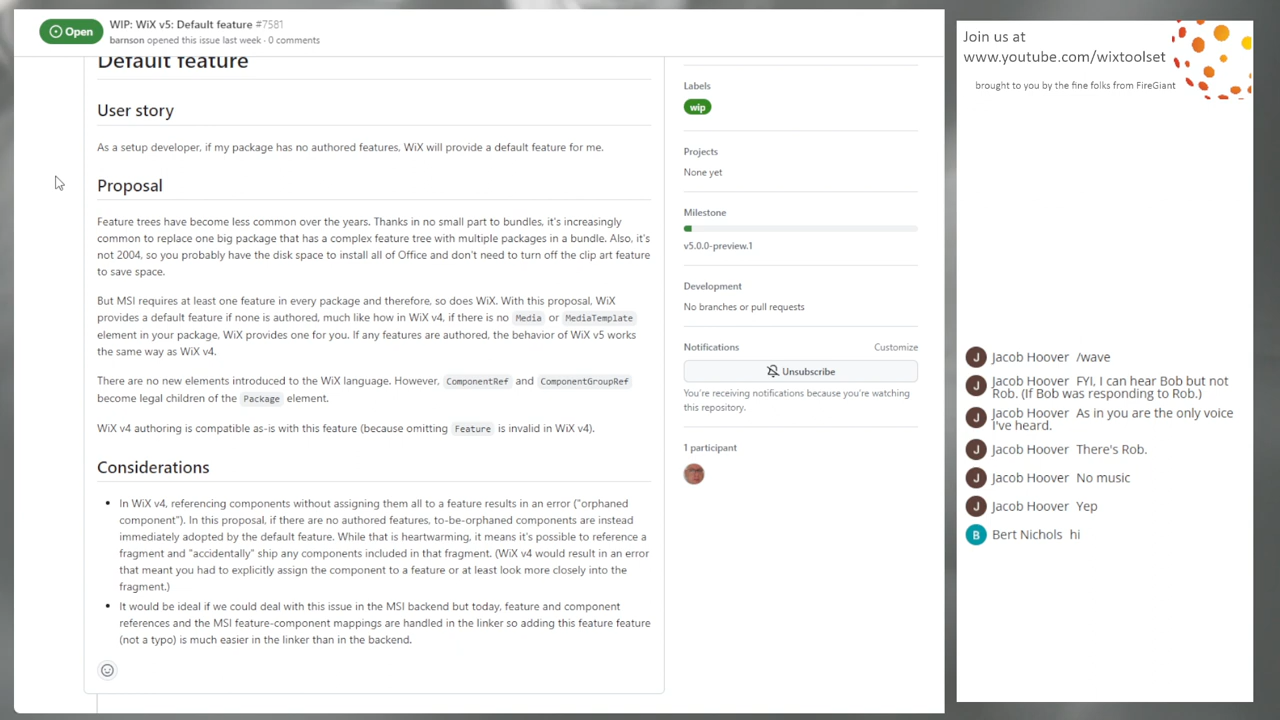 Open
WIP: WiX v5: Default feature #7581
barnson opened this issue last week · 0 comments
Default feature
User story
As a setup developer, if my package has no authored features, WiX will provide a default feature for me.
Proposal
Feature trees have become less common over the years. Thanks in no small part to bundles, it's increasingly
common to replace one big package that has a complex feature tree with multiple packages in a bundle. Also, it's
not 2004, so you probably have the disk space to install all of Office and don't need to turn off the clip art feature
to save space.
But MSI requires at least one feature in every package and therefore, so does WiX. With this proposal, WiX
provides a default feature if none is authored, much like how in WiX v4, if there is no Media or MediaTemplate
element in your package, WiX provides one for you. If any features are authored, the behavior of WiX v5 works
the same way as WiX v4.
There are no new elements introduced to the WiX language. However, ComponentRef and ComponentGroupRef
become legal children of the Package element.
WiX v4 authoring is compatible as-is with this feature (because omitting Feature is invalid in WiX v4).
Considerations
• In WiX v4, referencing components without assigning them all to a feature results in an error ("orphaned
component"). In this proposal, if there are no authored features, to-be-orphaned components are instead
immediately adopted by the default feature. While that is heartwarming, it means it's possible to reference a
fragment and "accidentally" ship any components included in that fragment. (WiX v4 would result in an error
that meant you had to explicitly assign the component to a feature or at least look more closely into the
fragment.)
• It would be ideal if we could deal with this issue in the MSI backend but today, feature and component
references and the MSI feature-component mappings are handled in the linker so adding this feature feature
(not a typo) is much easier in the linker than in the backend.
Labels
wip
Projects
None yet
Milestone
v5.0.0-preview.1
Development
No branches or pull requests
Notifications
Customize
Unsubscribe
You're receiving notifications because you're watching
this repository.
1 participant
Join us at
www.youtube.com/wixtoolset
brought to you by the fine folks from FireGiant
J Jacob Hoover /wave
J Jacob Hoover FYI, I can hear Bob but not
Rob. (If Bob was responding to Rob.)
J Jacob Hoover As in you are the only voice
I've heard.
J Jacob Hoover There's Rob.
J Jacob Hoover No music
J Jacob Hoover Yep
B Bert Nichols hi